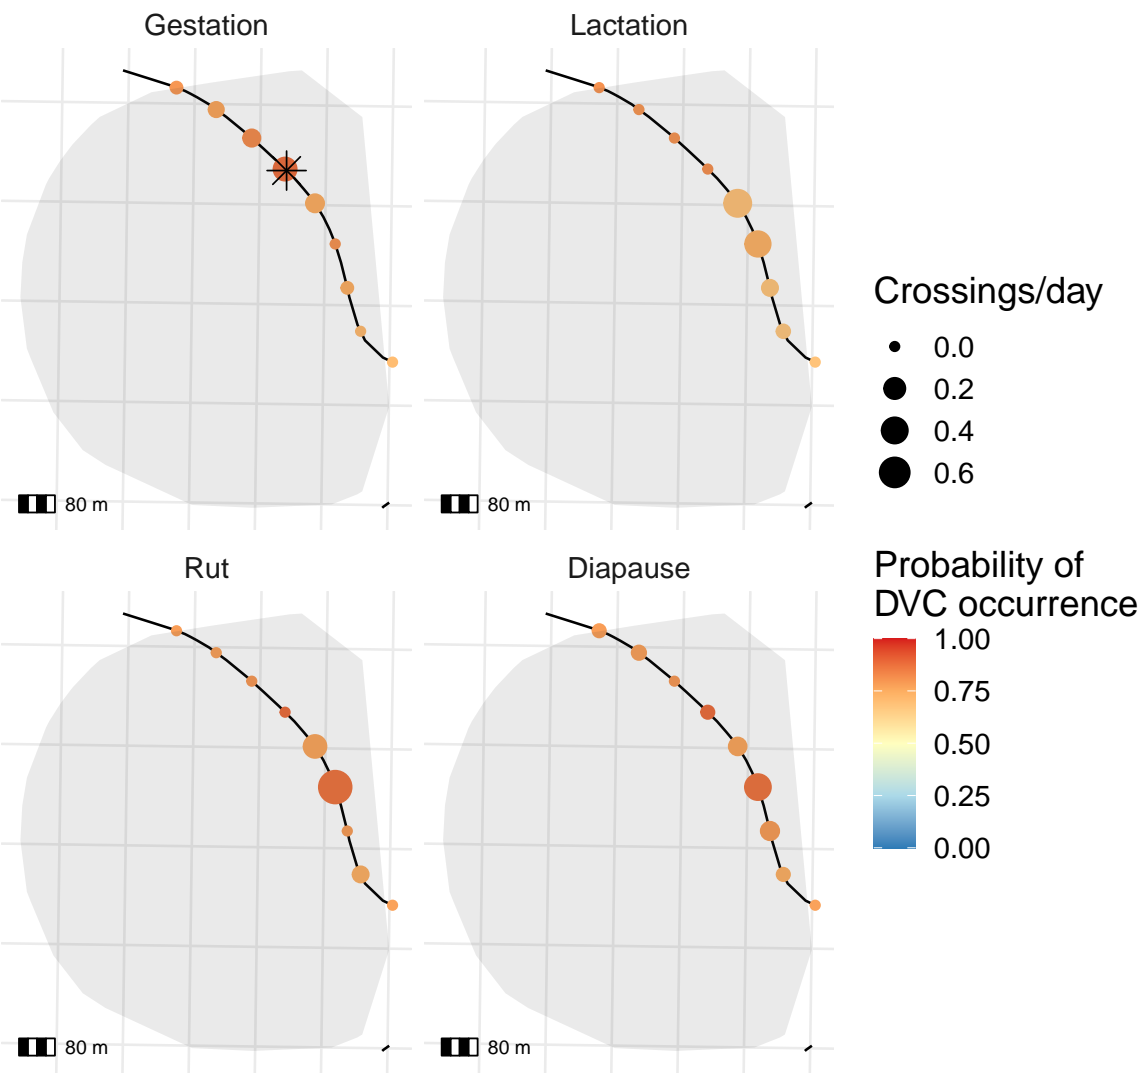 Gestation
Lactation
80 m
80 m
Rut
Diapause
80 m
80 m
Crossings/day
0.0
0.2
0.4
0.6
Probability of
DVC occurrence
1.00
0.75
0.50
0.25
0.00